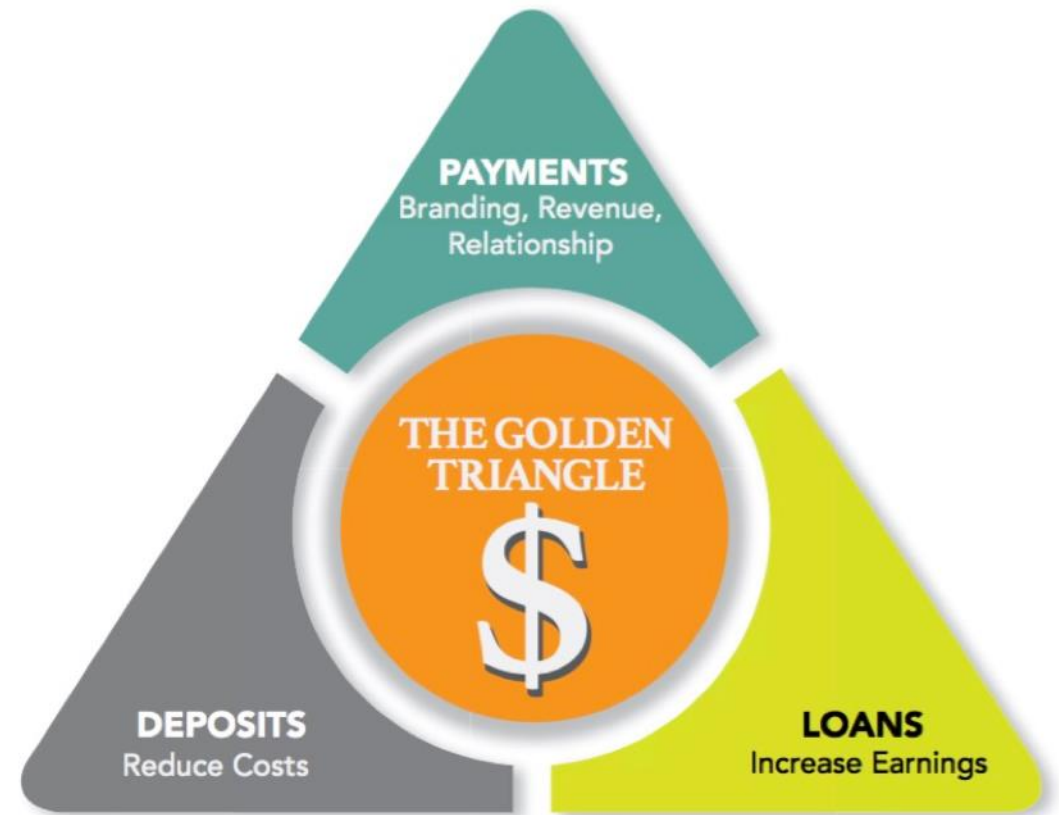 PAYMENTS
Branding, Revenue,
Relationship
THE GOLDEN
TRIANGLE
$
DEPOSITS
Reduce Costs
LOANS
Increase Earnings